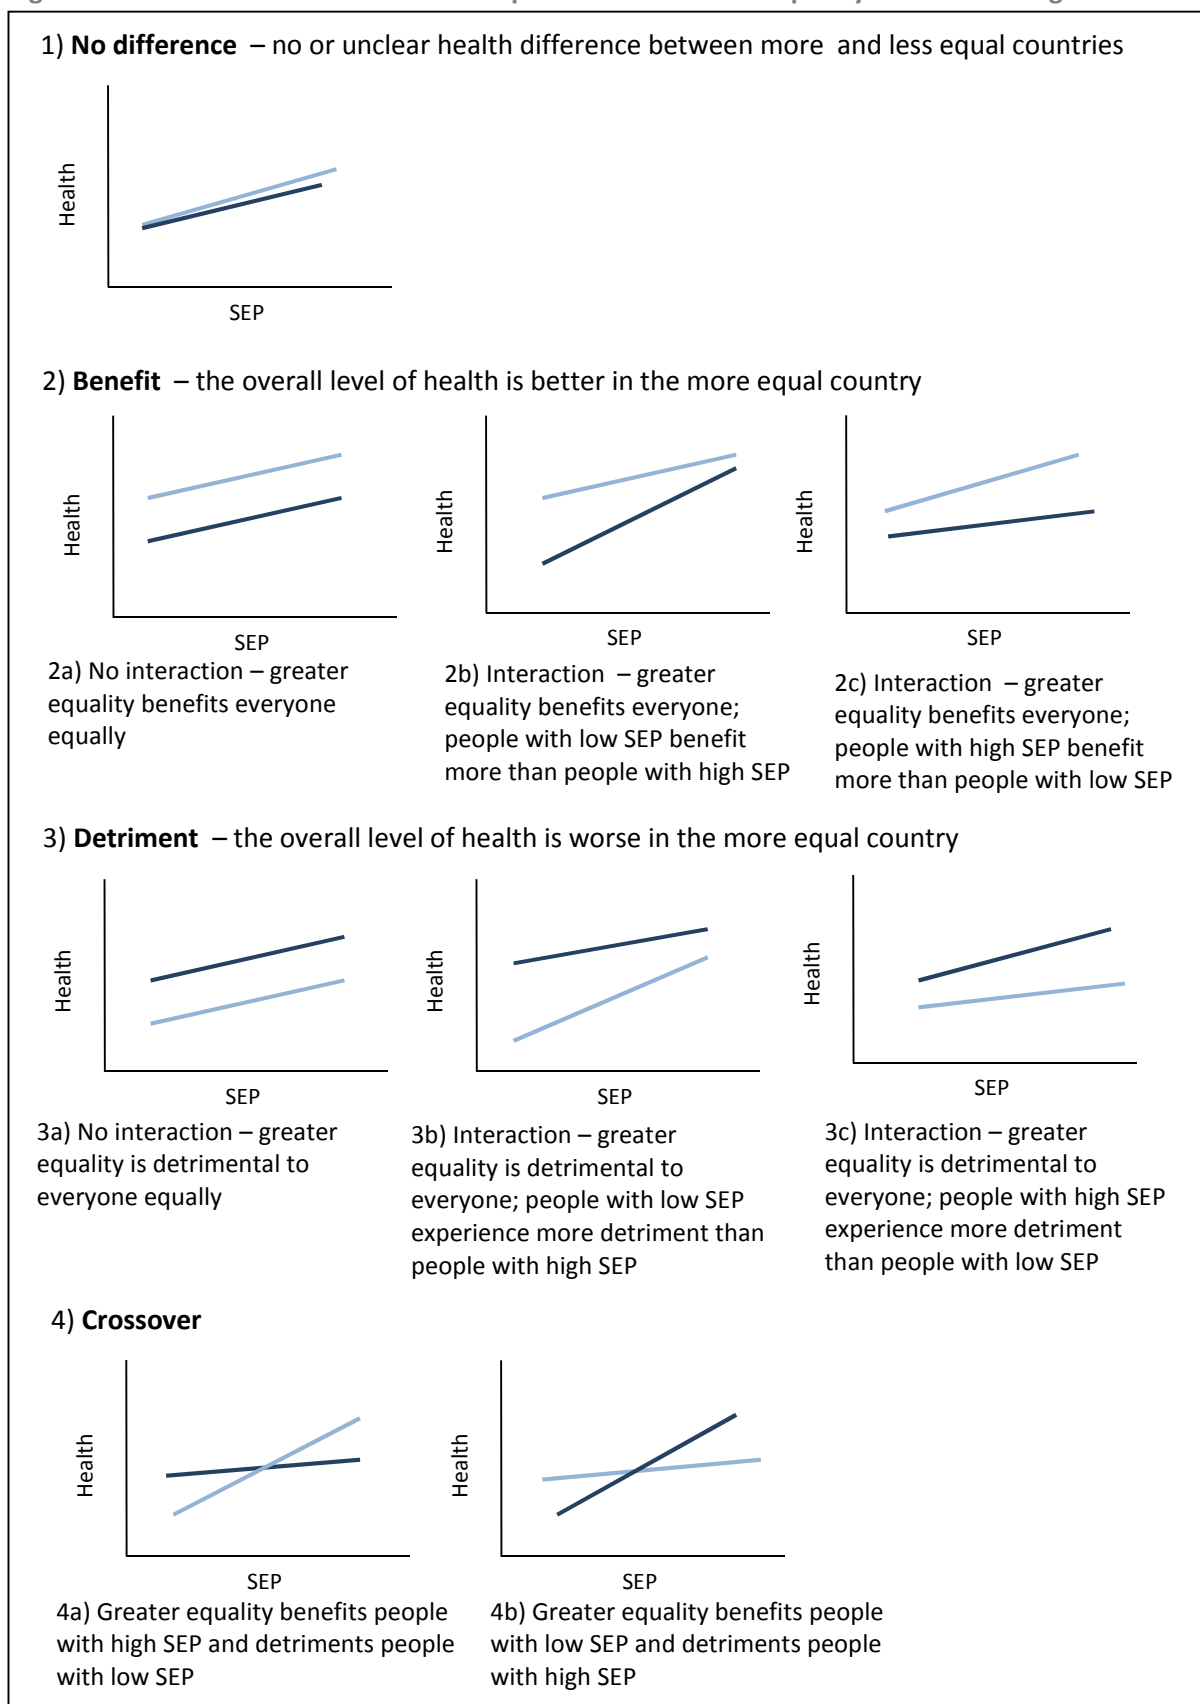 1) No difference – no or unclear health difference between more and less equal countries
Health
SEP
2) Benefit – the overall level of health is better in the more equal country
Health
SEP
2a) No interaction – greater
equality benefits everyone
equally
Health
SEP
2b) Interaction – greater
equality benefits everyone;
people with low SEP benefit
more than people with high SEP
Health
SEP
2c) Interaction – greater
equality benefits everyone;
people with high SEP benefit
more than people with low SEP
3) Detriment – the overall level of health is worse in the more equal country
Health
SEP
3a) No interaction – greater
equality is detrimental to
everyone equally
Health
SEP
3b) Interaction – greater
equality is detrimental to
everyone; people with low SEP
experience more detriment than
people with high SEP
Health
SEP
3c) Interaction – greater
equality is detrimental to
everyone; people with high SEP
experience more detriment
than people with low SEP
4) Crossover
Health
SEP
4a) Greater equality benefits people
with high SEP and detriments people
with low SEP
Health
SEP
4b) Greater equality benefits people
with low SEP and detriments people
with high SEP